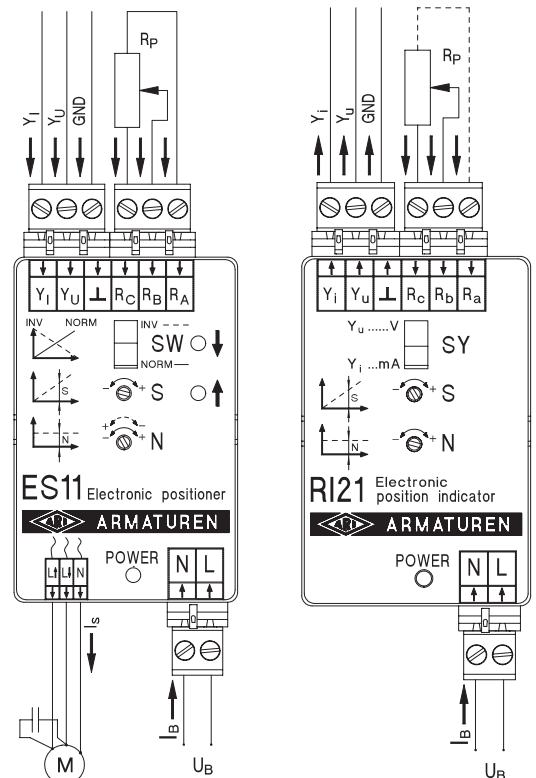 R_P
Y_I
Y_U
GND
Y_I Y_U ⊥ R_C R_B R_A
INV NORM
INV ----
SW
NORM —
S
- + S
N
- + - + N
ES11 Electronic positioner
ARI ARMATUREN
POWER
L↑ L↓ N
N L
I_S
I_B
M
U_B
R_P
Y_i
Y_u
GND
Y_i Y_u ⊥ R_c R_b R_a
Y_u ......V
SY
Y_i ...mA
S
- + S
N
- + N
RI21 Electronic
position indicator
ARI ARMATUREN
POWER
N L
I_B
U_B